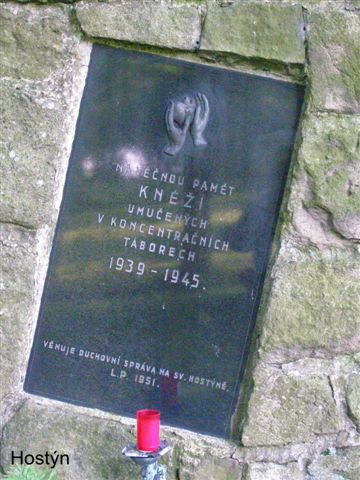 NA VĚČNOU PAMĚŤ
KNĚŽÍ
UMUČENÝCH
V KONCENTRAČNÍCH
TÁBORECH
1939 - 1945.
VĚNUJE DUCHOVNÍ SPRÁVA NA SV. HOSTÝNĚ,
L.P. 1951.
Hostýn